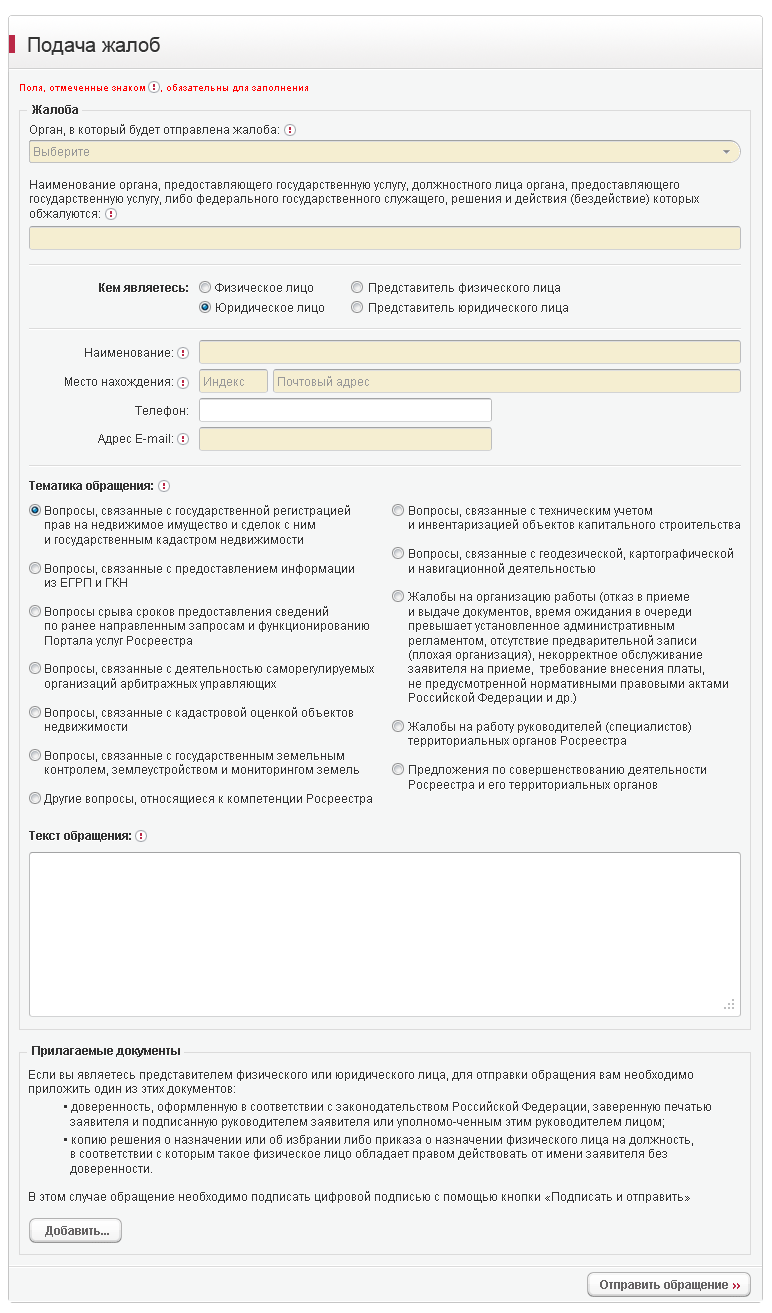 Подача жалоб
Поля, отмеченные знаком (!), обязательны для заполнения
Жалоба
Орган, в который будет отправлена жалоба: (!)
Выберите
Наименование органа, предоставляющего государственную услугу, должностного лица органа, предоставляющего
государственную услугу, либо федерального государственного служащего, решения и действия (бездействие) которых
обжалуются: (!)
Кем являетесь: Физическое лицо Представитель физического лица
Юридическое лицо Представитель юридического лица
Наименование: (!)
Место нахождения: (!) Индекс Почтовый адрес
Телефон:
Адрес E-mail: (!)
Тематика обращения: (!)
Вопросы, связанные с государственной регистрацией
прав на недвижимое имущество и сделок с ним
и государственным кадастром недвижимости
Вопросы, связанные с предоставлением информации
из ЕГРП и ГКН
Вопросы срыва сроков предоставления сведений
по ранее направленным запросам и функционированию
Портала услуг Росреестра
Вопросы, связанные с деятельностью саморегулируемых
организаций арбитражных управляющих
Вопросы, связанные с кадастровой оценкой объектов
недвижимости
Вопросы, связанные с государственным земельным
контролем, землеустройством и мониторингом земель
Другие вопросы, относящиеся к компетенции Росреестра
Вопросы, связанные с техническим учетом
и инвентаризацией объектов капитального строительства
Вопросы, связанные с геодезической, картографической
и навигационной деятельностью
Жалобы на организацию работы (отказ в приеме
и выдаче документов, время ожидания в очереди
превышает установленное административным
регламентом, отсутствие предварительной записи
(плохая организация), некорректное обслуживание
заявителя на приеме, требование внесения платы,
не предусмотренной нормативными правовыми актами
Российской Федерации и др.)
Жалобы на работу руководителей (специалистов)
территориальных органов Росреестра
Предложения по совершенствованию деятельности
Росреестра и его территориальных органов
Текст обращения: (!)
Прилагаемые документы
Если вы являетесь представителем физического или юридического лица, для отправки обращения вам необходимо
приложить один из этих документов:
• доверенность, оформленную в соответствии с законодательством Российской Федерации, заверенную печатью
заявителя и подписанную руководителем заявителя или уполномо-ченным этим руководителем лицом;
• копию решения о назначении или об избрании либо приказа о назначении физического лица на должность,
в соответствии с которым такое физическое лицо обладает правом действовать от имени заявителя без
доверенности.
В этом случае обращение необходимо подписать цифровой подписью с помощью кнопки «Подписать и отправить»
Добавить...
Отправить обращение »